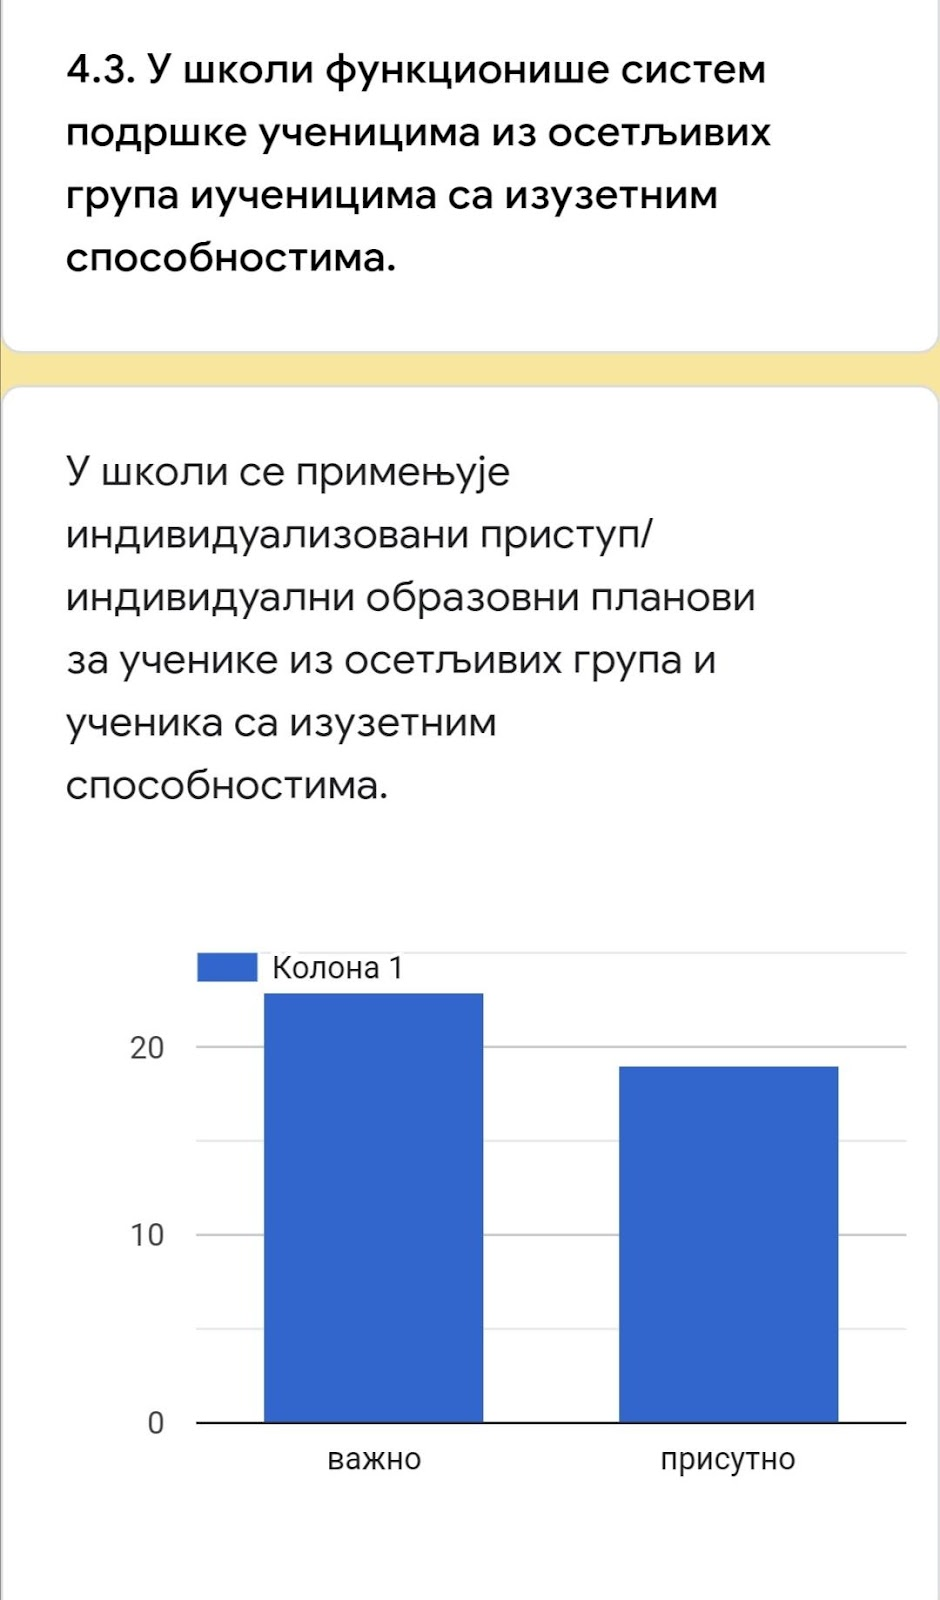 4.3. У школи функционише систем
подршке ученицима из осетљивих
група иученицима са изузетним
способностима.
У школи се примењује
индивидуализовани приступ/
индивидуални образовни планови
за ученике из осетљивих група и
ученика са изузетним
способностима.
Колона 1
20
10
0
важно
присутно